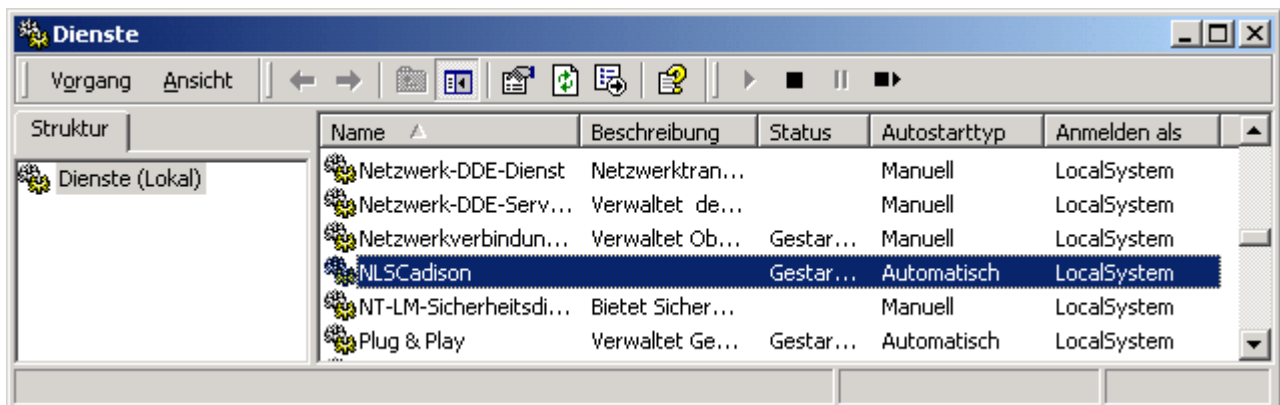 Dienste
Vorgang Ansicht
Struktur
Dienste (Lokal)
Name Beschreibung Status Autostarttyp Anmelden als
Netzwerk-DDE-Dienst Netzwerktran... Manuell LocalSystem
Netzwerk-DDE-Serv... Verwaltet de... Manuell LocalSystem
Netzwerkverbindun... Verwaltet Ob... Gestar... Manuell LocalSystem
NLSCadison Gestar... Automatisch LocalSystem
NT-LM-Sicherheitsdi... Bietet Sicher... Manuell LocalSystem
Plug & Play Verwaltet Ge... Gestar... Automatisch LocalSystem